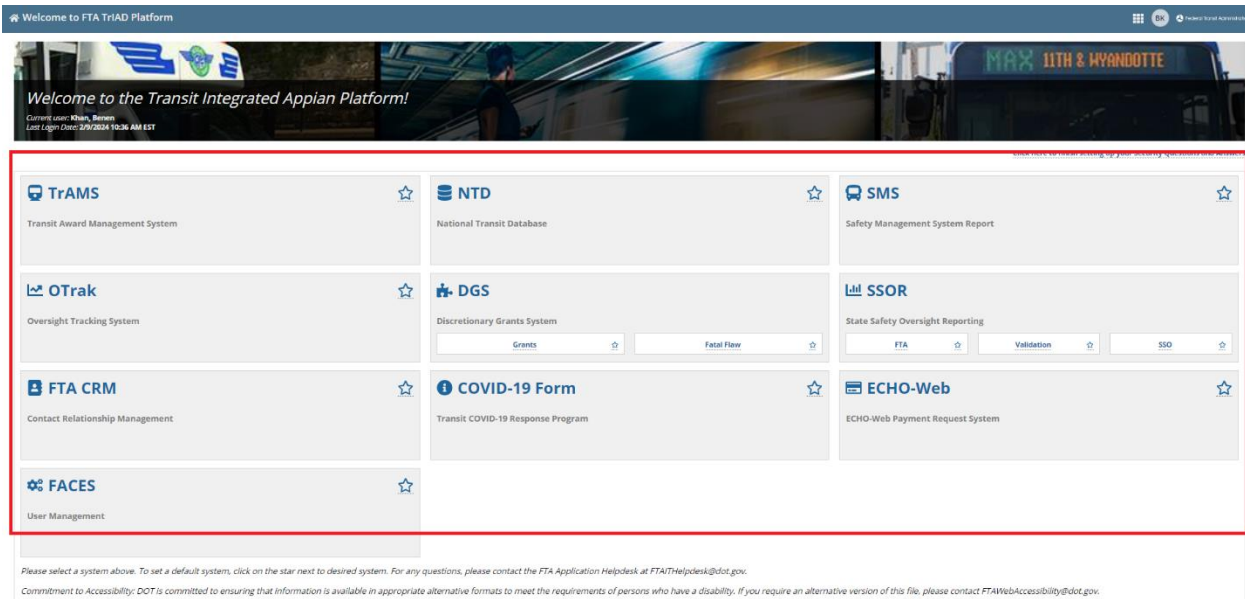 Welcome to FTA TrIAD Platform
BK
MAX 11TH & WYANDOTTE
Welcome to the Transit Integrated Appian Platform!
Current user: Khan, Benen
Last Login Date: 2/9/2024 10:36 AM EST
TrAMS
Transit Award Management System
NTD
National Transit Database
SMS
Safety Management System Report
OTrak
Oversight Tracking System
DGS
Discretionary Grants System
Grants
Fatal Flaw
SSOR
State Safety Oversight Reporting
FTA
Validation
SSO
FTA CRM
Contact Relationship Management
COVID-19 Form
Transit COVID-19 Response Program
ECHO-Web
ECHO-Web Payment Request System
FACES
User Management
Please select a system above. To set a default system, click on the star next to desired system. For any questions, please contact the FTA Application Helpdesk at FTAITHelpdesk@dot.gov.
Commitment to Accessibility: DOT is committed to ensuring that information is available in appropriate alternative formats to meet the requirements of persons who have a disability. If you require an alternative version of this file, please contact FTAWebAccessibility@dot.gov.